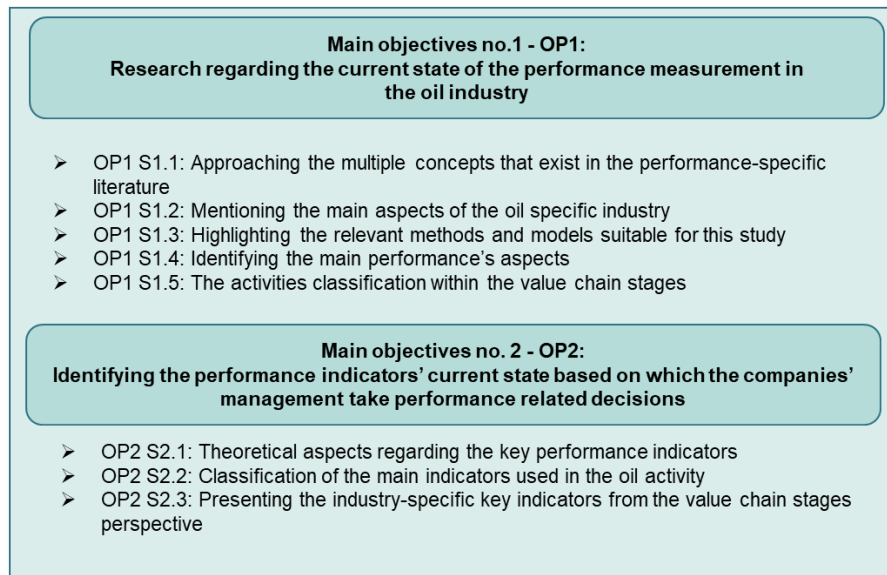 Main objectives no.1 - OP1:
Research regarding the current state of the performance measurement in
the oil industry
➢ OP1 S1.1: Approaching the multiple concepts that exist in the performance-specific
literature
➢ OP1 S1.2: Mentioning the main aspects of the oil specific industry
➢ OP1 S1.3: Highlighting the relevant methods and models suitable for this study
➢ OP1 S1.4: Identifying the main performance's aspects
➢ OP1 S1.5: The activities classification within the value chain stages
Main objectives no. 2 - OP2:
Identifying the performance indicators' current state based on which the companies'
management take performance related decisions
➢ OP2 S2.1: Theoretical aspects regarding the key performance indicators
➢ OP2 S2.2: Classification of the main indicators used in the oil activity
➢ OP2 S2.3: Presenting the industry-specific key indicators from the value chain stages
perspective